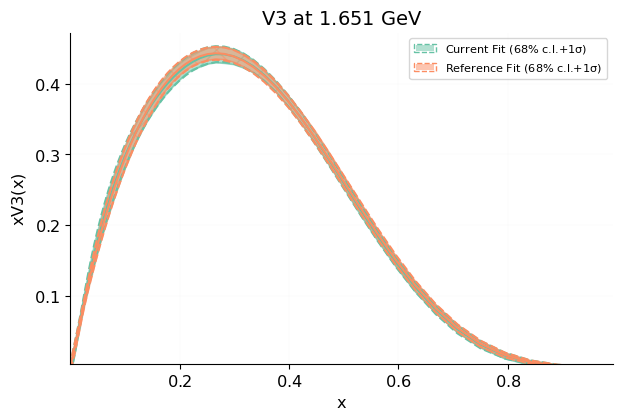 V3 at 1.651 GeV
Current Fit (68% c.l.+1σ)
Reference Fit (68% c.l.+1σ)
xV3(x)
0.4
0.3
0.2
0.1
0.2 0.4 0.6 0.8
x